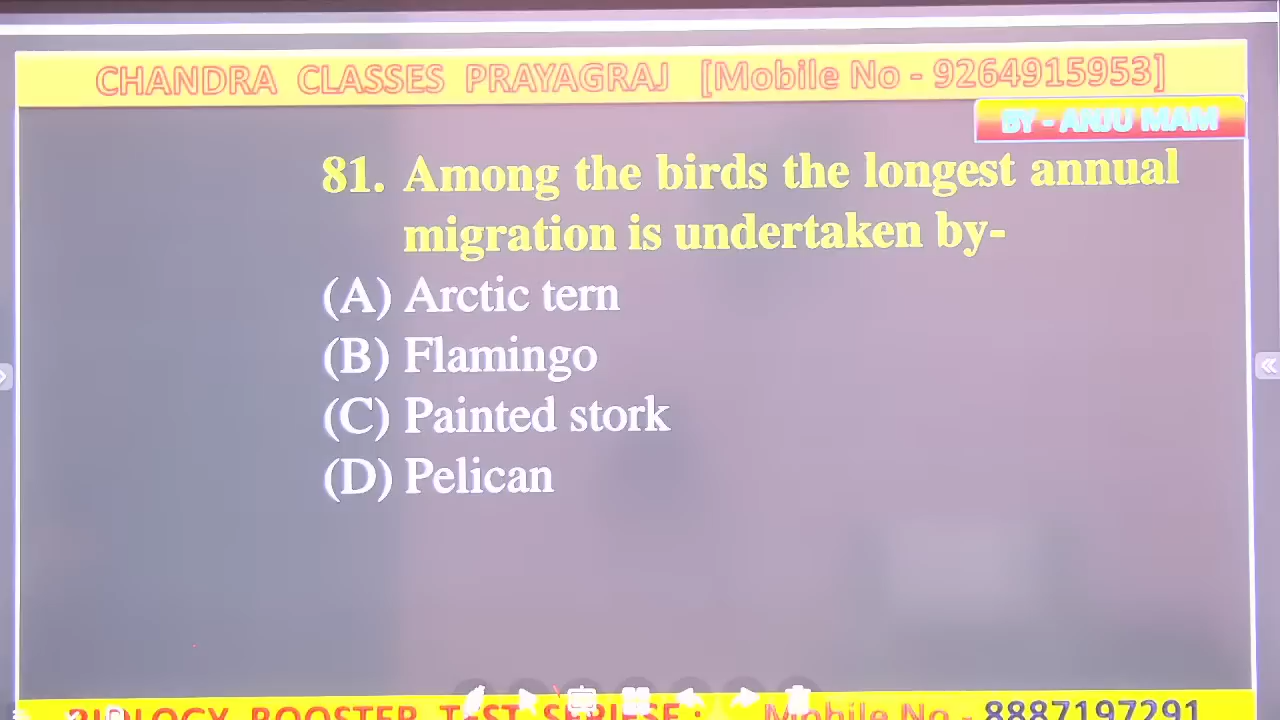 CHANDRA CLASSES PRAYAGRAJ [Mobile No - 9264915953]
BY - ANJU MAM
81. Among the birds the longest annual
migration is undertaken by-
(A) Arctic tern
(B) Flamingo
(C) Painted stork
(D) Pelican
BIOLOGY BOOSTER TEST SERIESE : Mobile No - 8887197291